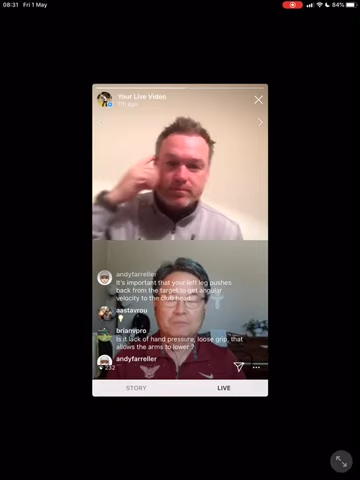 08:31 Fri 1 May
84%
Your Live Video
11h ago
andyfarreller
It's important that your left leg pushes
back from the target to get angular
velocity to the club head
aastavrou
brianvpro
Is it lack of hand pressure, loose grip, that
allows the arms to lower ?
andyfarreller
232
STORY
LIVE